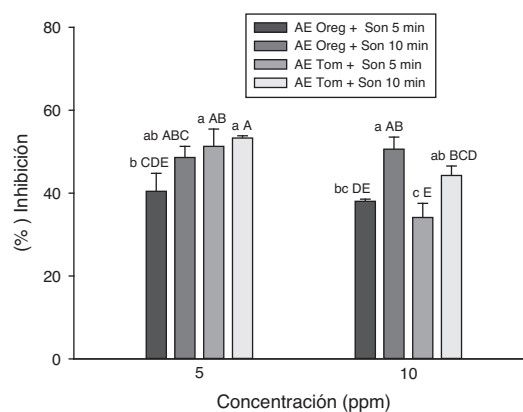 AE Oreg + Son 5 min
AE Oreg + Son 10 min
AE Tom + Son 5 min
AE Tom + Son 10 min
(%) Inhibición
80
60
40
20
0
b CDE
ab ABC
a AB
a A
bc DE
a AB
c E
ab BCD
5
10
Concentración (ppm)